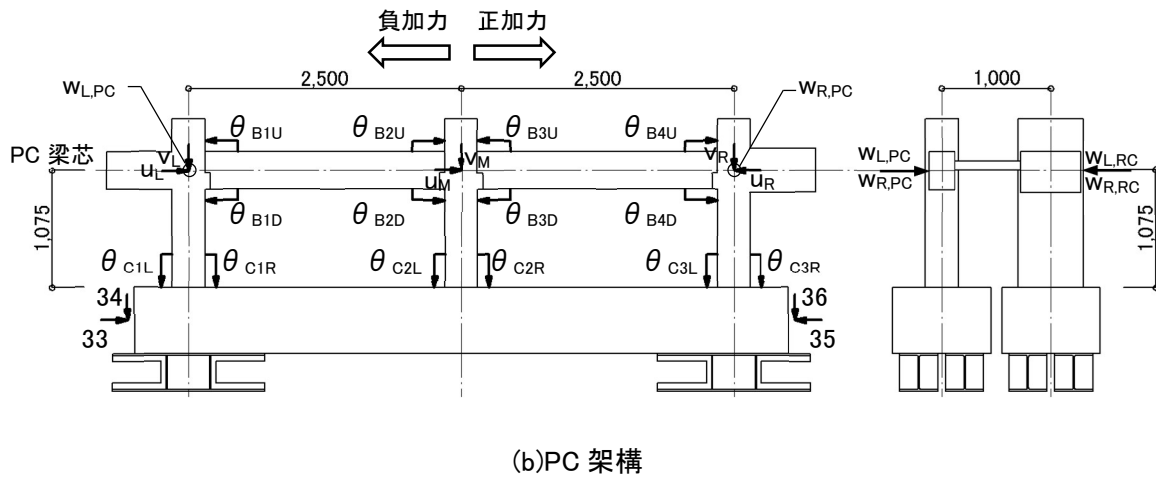 負加力 正加力
2,500 2,500 1,000
wL,PC wR,PC
θB1U θB2U θB3U θB4U
PC 梁芯 vL vM vR wL,PC wL,RC
uL uM uR wR,PC wR,RC
θB1D θB2D θB3D θB4D
1,075 1,075
θC1L θC1R θC2L θC2R θC3L θC3R
34 36
33 35
(b)PC 架構